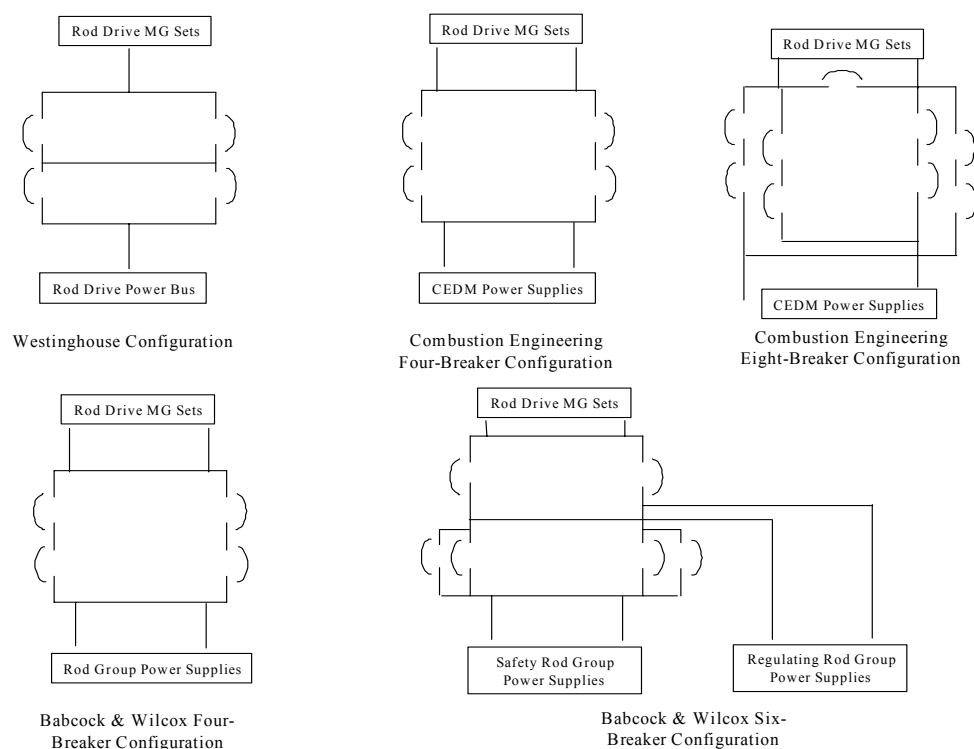 Rod Drive MG Sets
Rod Drive Power Bus
Westinghouse Configuration
Rod Drive MG Sets
CEDM Power Supplies
Combustion Engineering
Four-Breaker Configuration
Rod Drive MG Sets
CEDM Power Supplies
Combustion Engineering
Eight-Breaker Configuration
Rod Drive MG Sets
Rod Group Power Supplies
Babcock & Wilcox Four-
Breaker Configuration
Rod Drive MG Sets
Safety Rod Group
Power Supplies
Regulating Rod Group
Power Supplies
Babcock & Wilcox Six-
Breaker Configuration